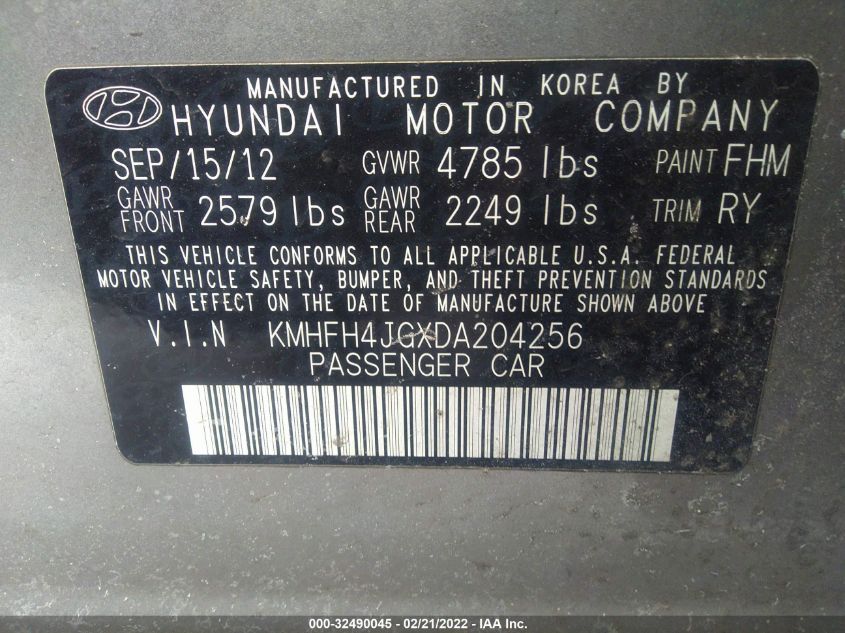 MANUFACTURED IN KOREA BY
HYUNDAI MOTOR COMPANY
SEP/15/12 GVWR 4785 lbs PAINT FHM
GAWR FRONT 2579 lbs GAWR REAR 2249 lbs TRIM RY
THIS VEHICLE CONFORMS TO ALL APPLICABLE U.S.A. FEDERAL
MOTOR VEHICLE SAFETY, BUMPER, AND THEFT PREVENTION STANDARDS
IN EFFECT ON THE DATE OF MANUFACTURE SHOWN ABOVE
V.I.N KMHFH4JGXDA204256
PASSENGER CAR
000-32490045 - 02/21/2022 - IAA Inc.